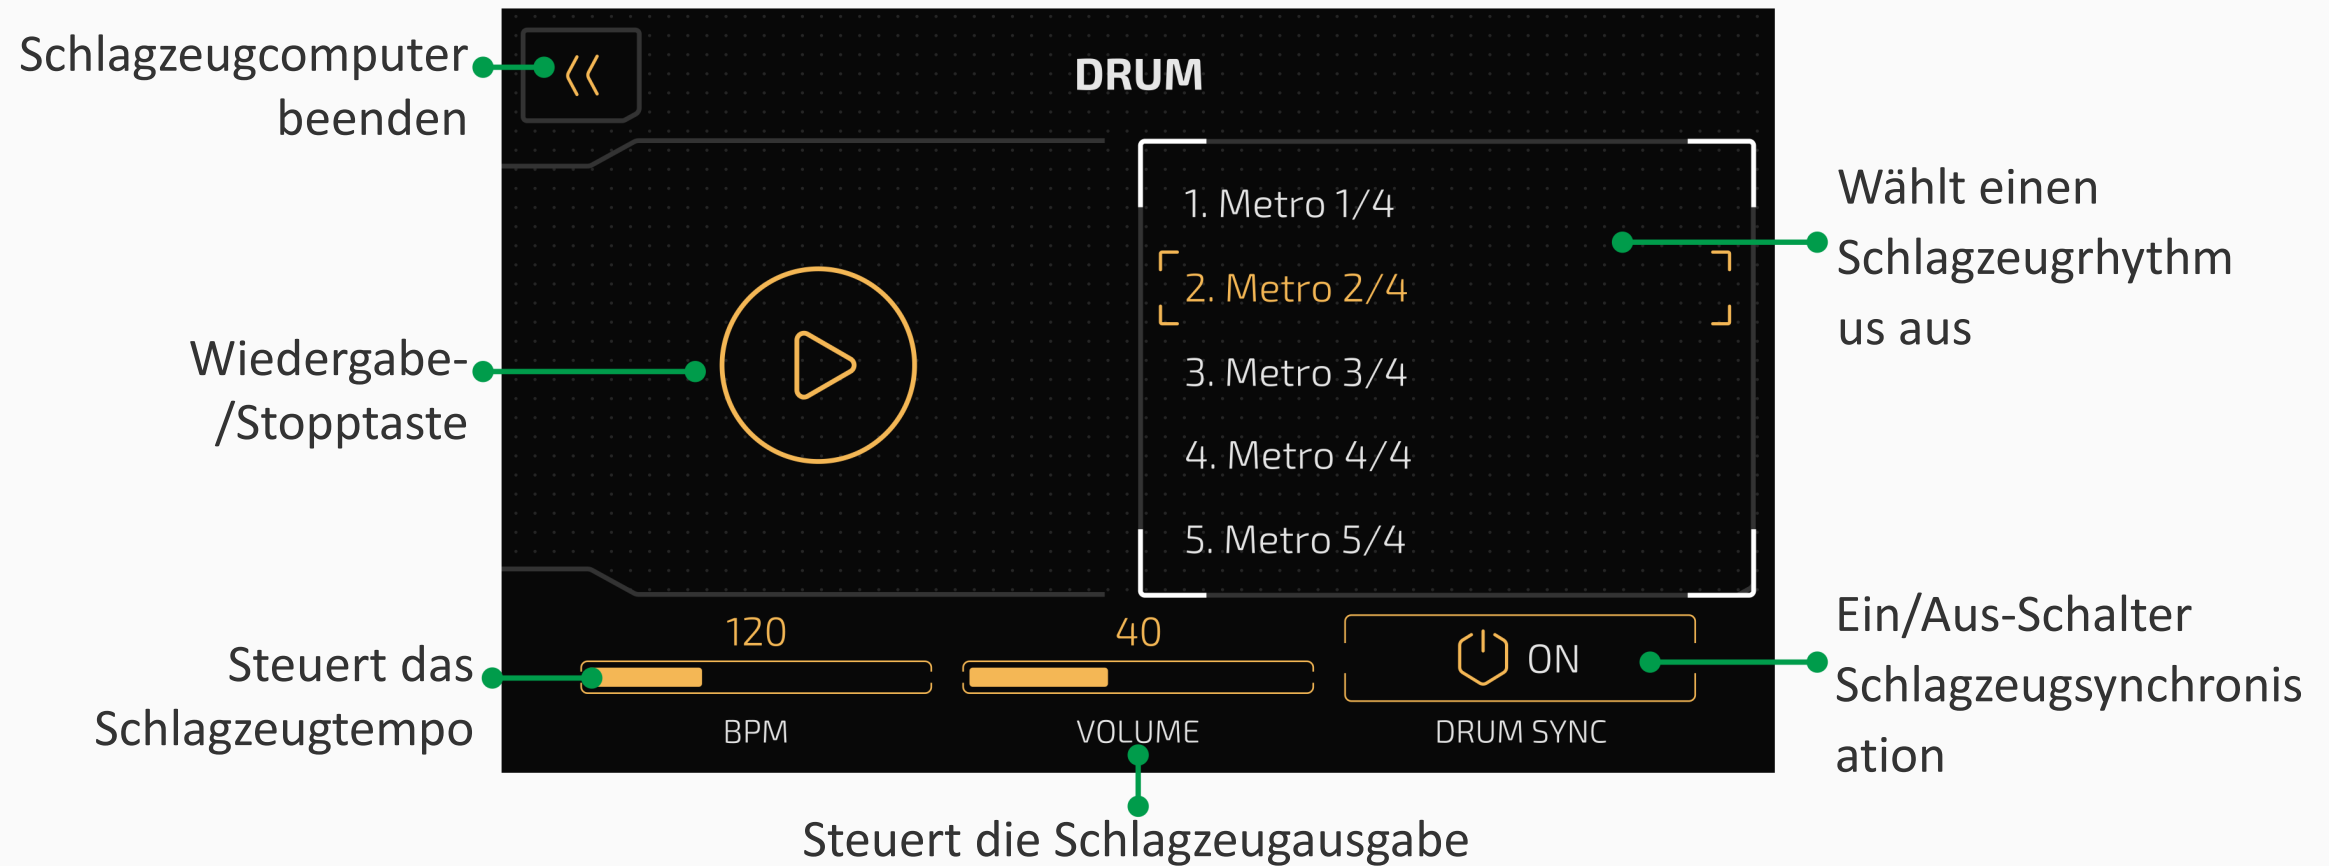 Schlagzeugcomputer
beenden
DRUM
Wählt einen
Schlagzeugrhythm
us aus
1. Metro 1/4
2. Metro 2/4
3. Metro 3/4
4. Metro 4/4
5. Metro 5/4
Wiedergabe-
/Stopptaste
Steuert das
Schlagzeugtempo
120
BPM
40
VOLUME
ON
DRUM SYNC
Ein/Aus-Schalter
Schlagzeugsynchronis
ation
Steuert die Schlagzeugausgabe